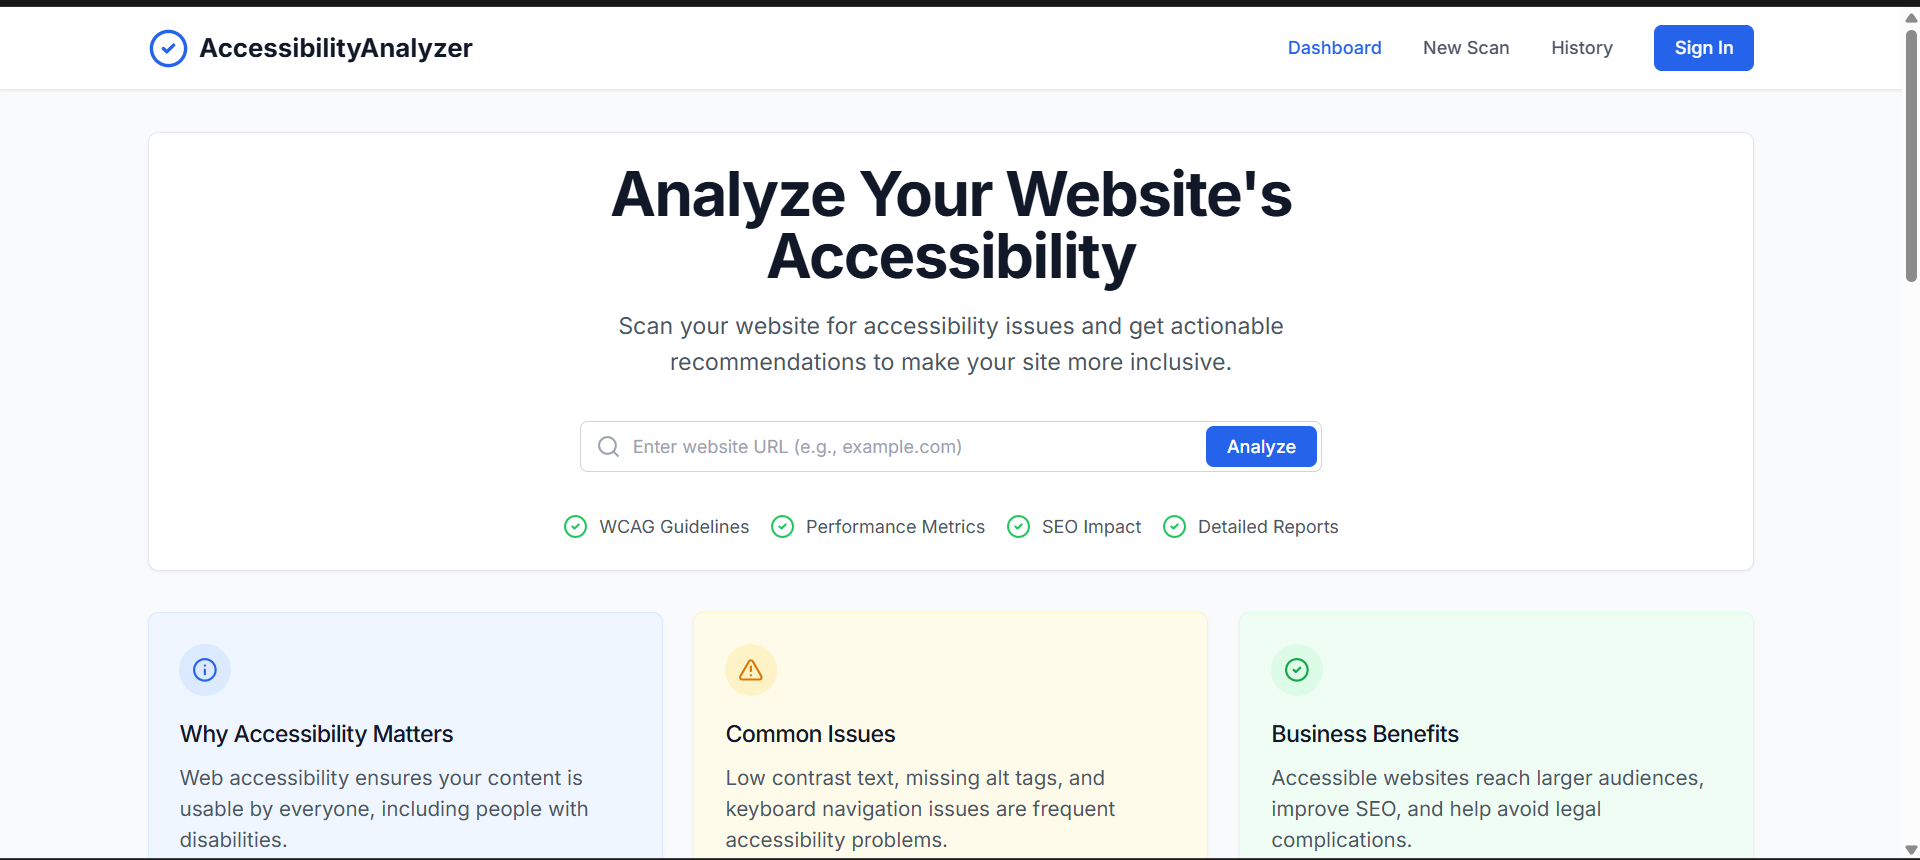 AccessibilityAnalyzer
Dashboard
New Scan
History
Sign In
Analyze Your Website's
Accessibility
Scan your website for accessibility issues and get actionable
recommendations to make your site more inclusive.
Enter website URL (e.g., example.com)
Analyze
WCAG Guidelines
Performance Metrics
SEO Impact
Detailed Reports
Why Accessibility Matters
Web accessibility ensures your content is
usable by everyone, including people with
disabilities.
Common Issues
Low contrast text, missing alt tags, and
keyboard navigation issues are frequent
accessibility problems.
Business Benefits
Accessible websites reach larger audiences,
improve SEO, and help avoid legal
complications.